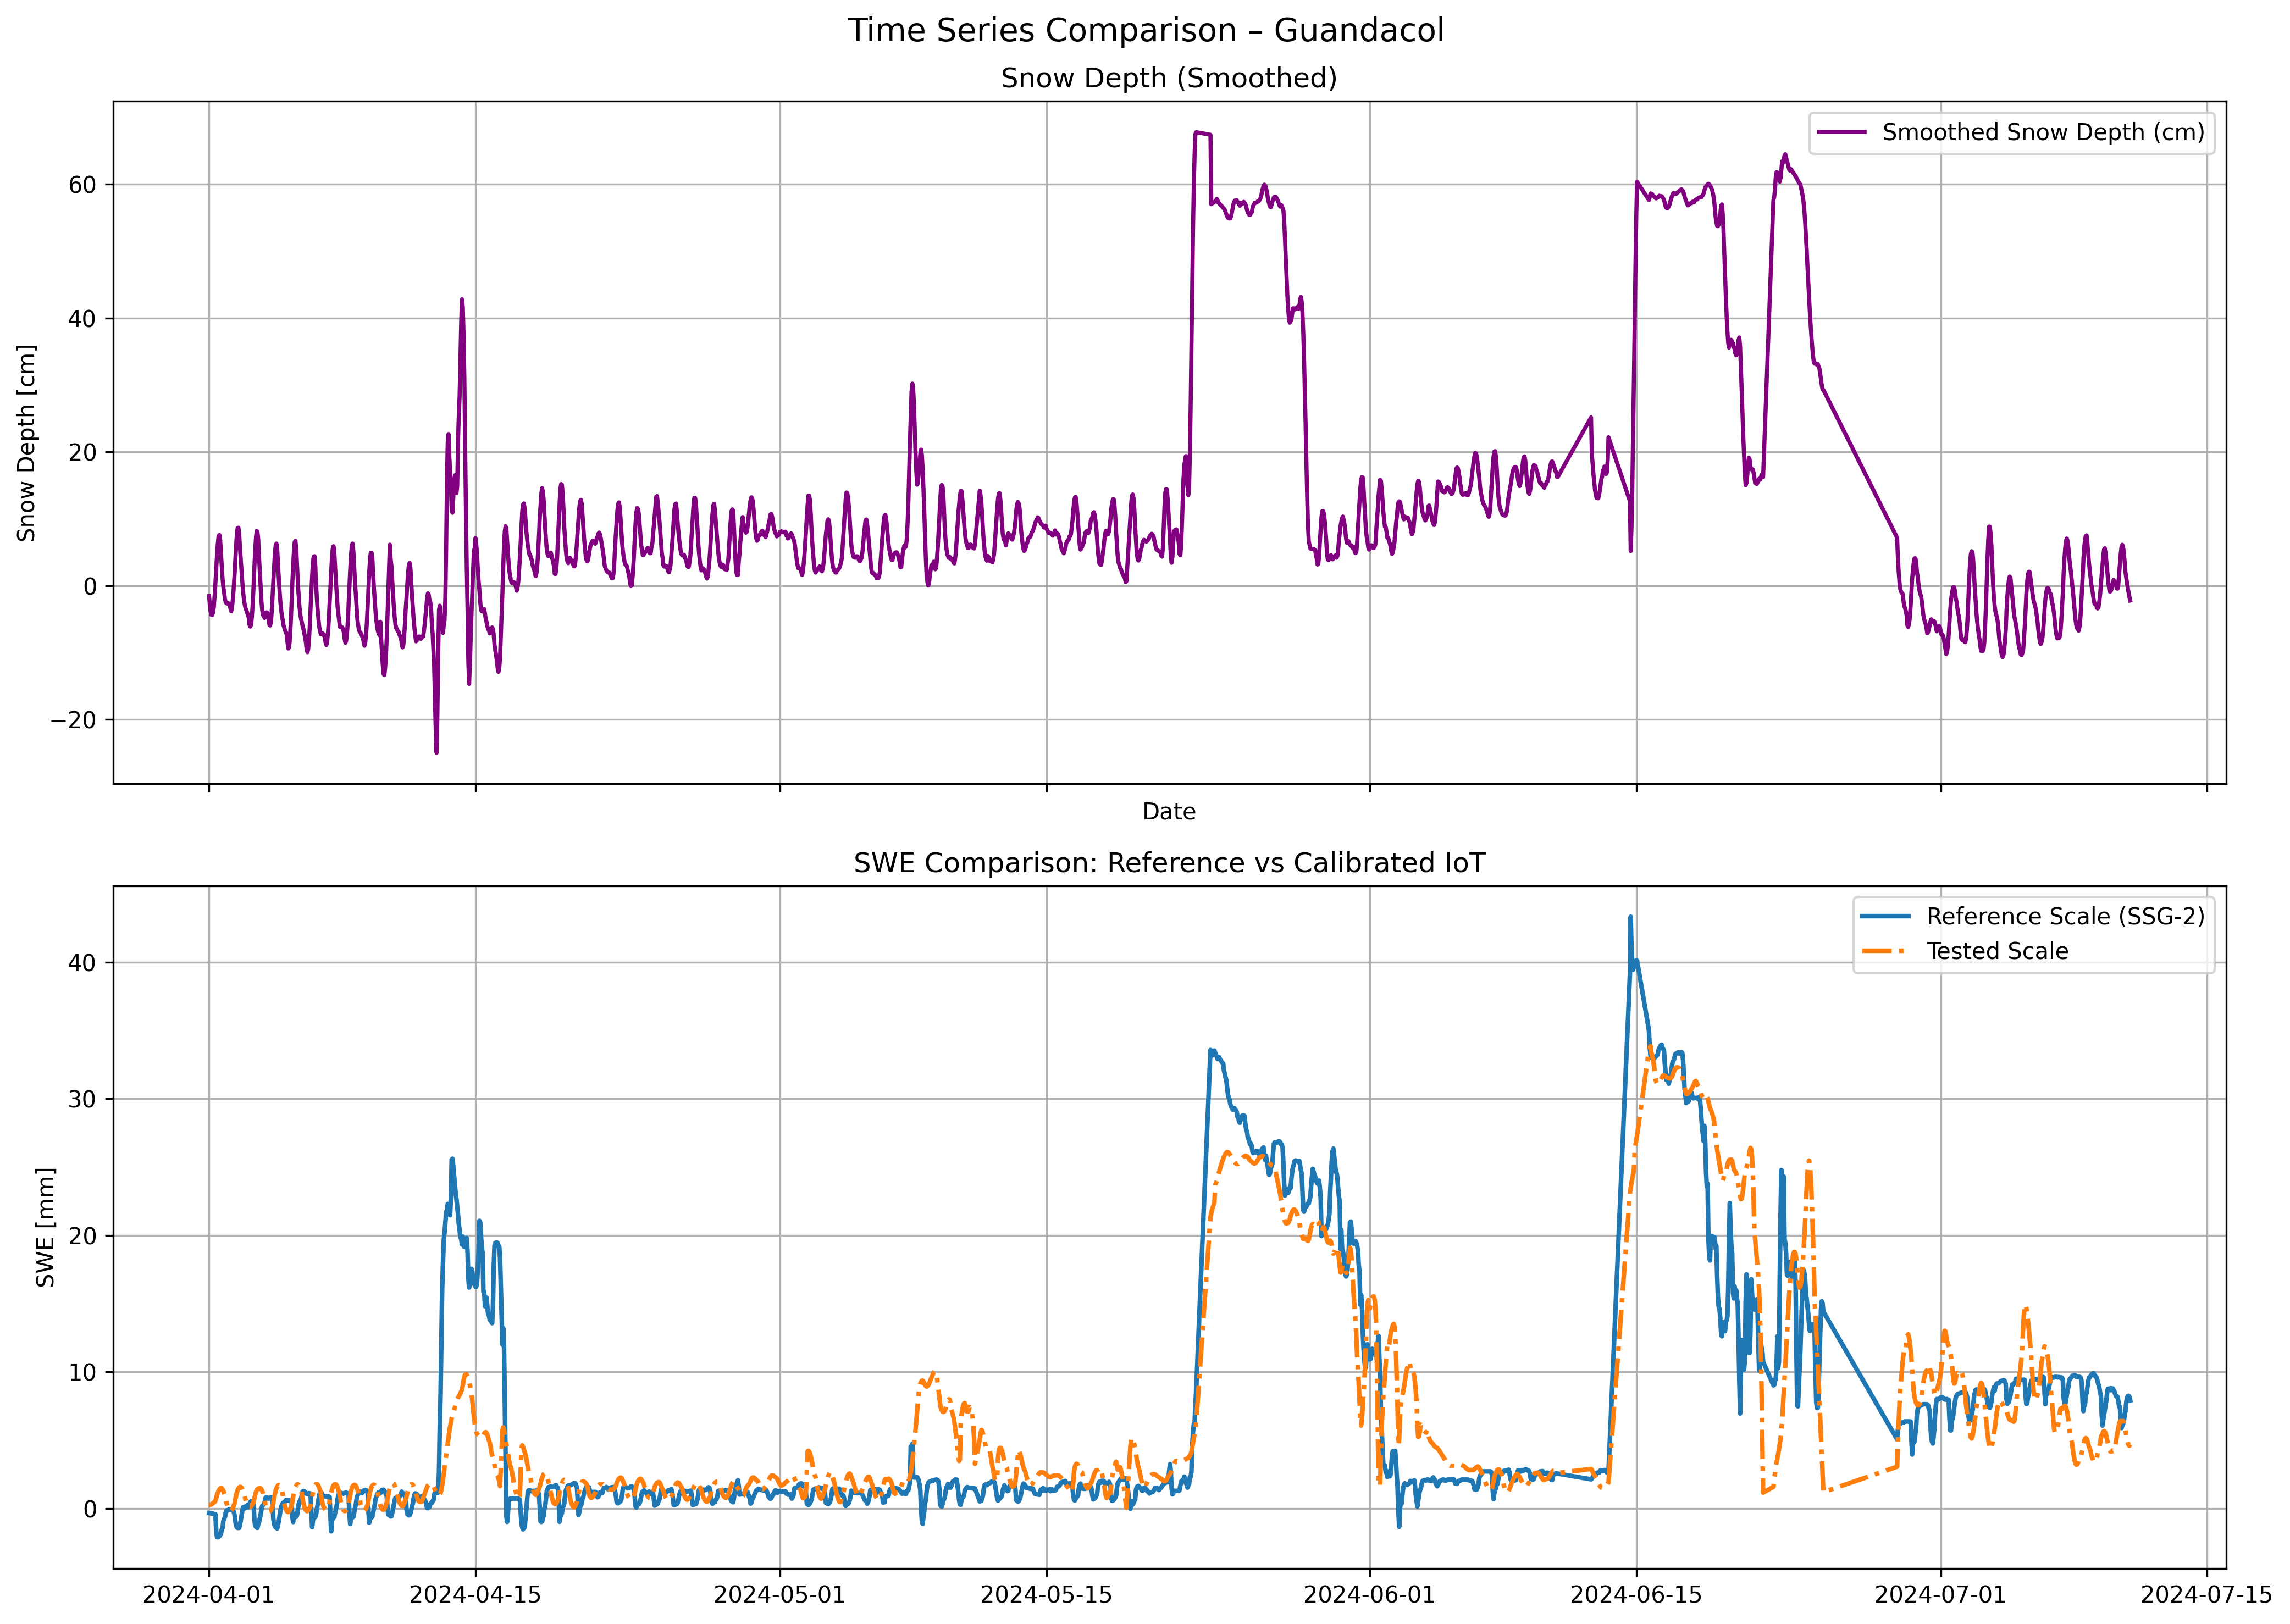 Time Series Comparison – Guandacol
Snow Depth (Smoothed)
Smoothed Snow Depth (cm)
Snow Depth [cm]
60
40
20
0
−20
Date
SWE Comparison: Reference vs Calibrated IoT
Reference Scale (SSG-2)
Tested Scale
SWE [mm]
40
30
20
10
0
2024-04-01
2024-04-15
2024-05-01
2024-05-15
2024-06-01
2024-06-15
2024-07-01
2024-07-15